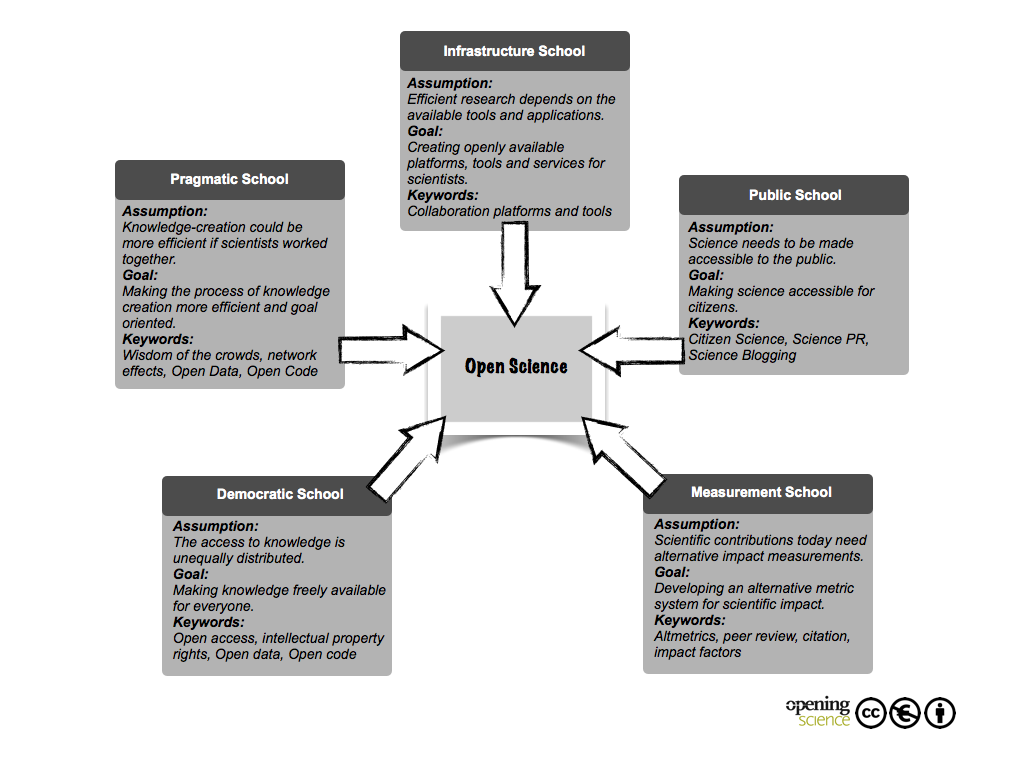 Infrastructure School
Assumption:
Efficient research depends on the
available tools and applications.
Goal:
Creating openly available
platforms, tools and services for
scientists.
Keywords:
Collaboration platforms and tools
Pragmatic School
Assumption:
Knowledge-creation could be
more efficient if scientists worked
together.
Goal:
Making the process of knowledge
creation more efficient and goal
oriented.
Keywords:
Wisdom of the crowds, network
effects, Open Data, Open Code
Public School
Assumption:
Science needs to be made
accessible to the public.
Goal:
Making science accessible for
citizens.
Keywords:
Citizen Science, Science PR,
Science Blogging
Open Science
Democratic School
Assumption:
The access to knowledge is
unequally distributed.
Goal:
Making knowledge freely available
for everyone.
Keywords:
Open access, intellectual property
rights, Open data, Open code
Measurement School
Assumption:
Scientific contributions today need
alternative impact measurements.
Goal:
Developing an alternative metric
system for scientific impact.
Keywords:
Altmetrics, peer review, citation,
impact factors
opening
science
cc